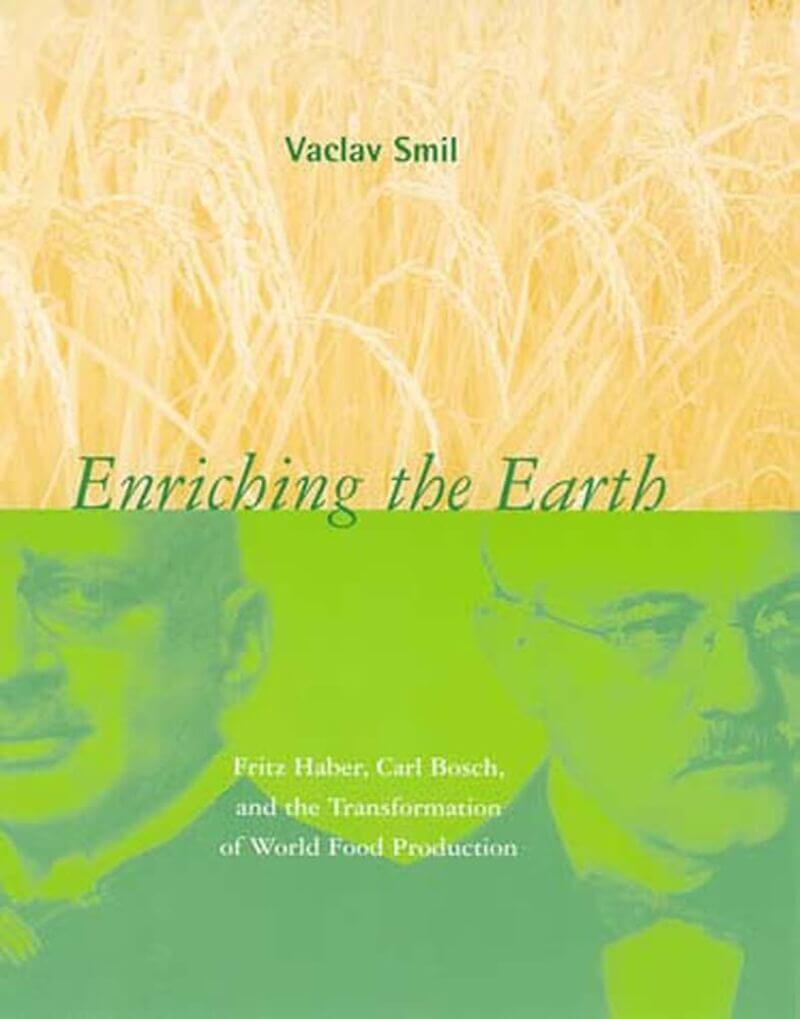 Vaclav Smil
Enriching the Earth
Fritz Haber, Carl Bosch,
and the Transformation
of World Food Production